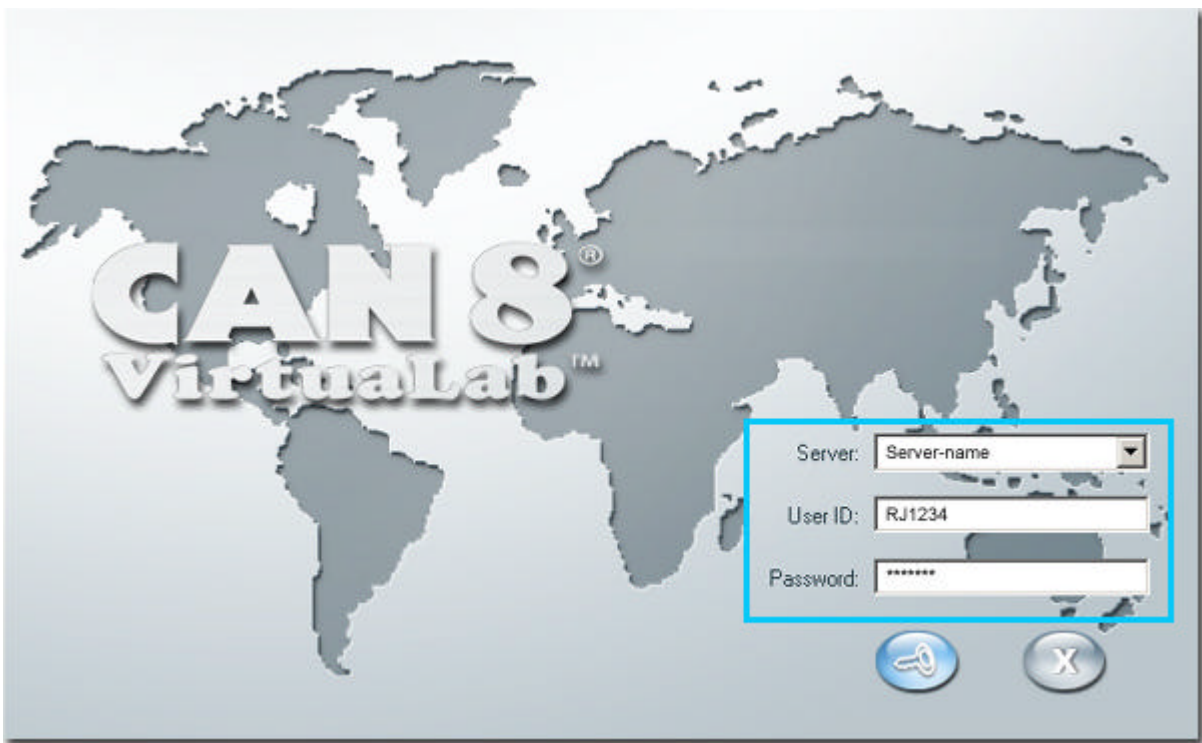 CAN 8®
VirtuaLab™
Server: Server-name
User ID: RJ1234
Password: *******
X